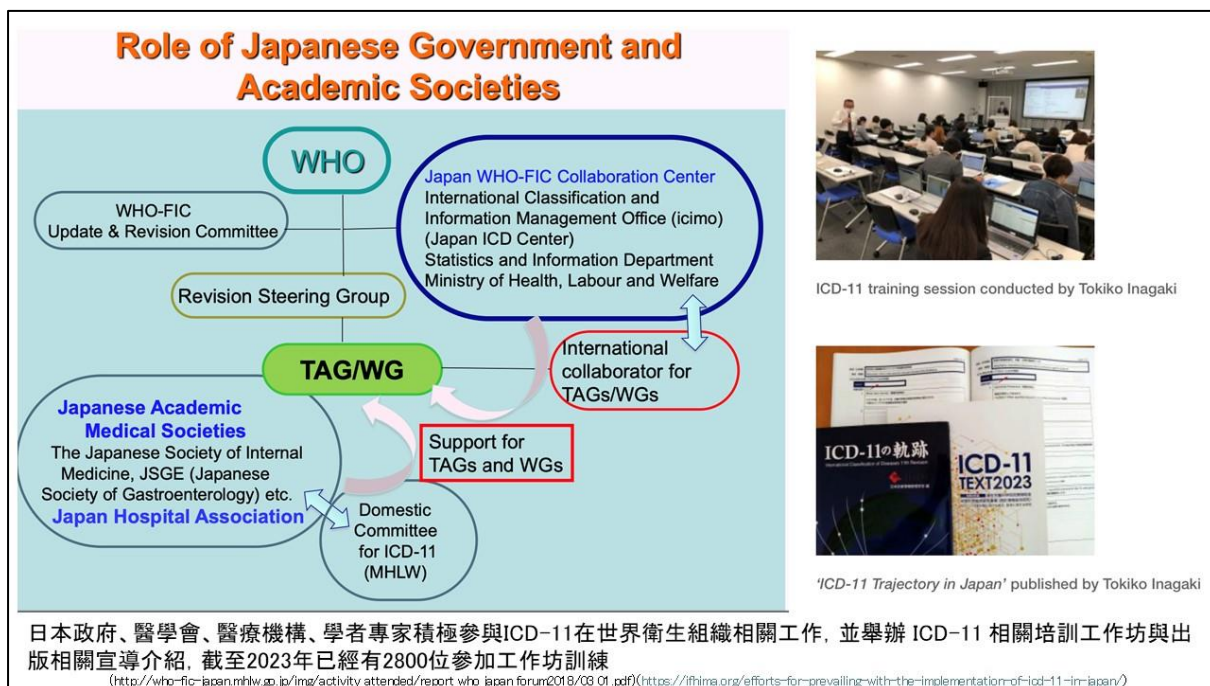 Role of Japanese Government and
Academic Societies
WHO
WHO-FIC
Update & Revision Committee
Japan WHO-FIC Collaboration Center
International Classification and
Information Management Office (icimo)
(Japan ICD Center)
Statistics and Information Department
Ministry of Health, Labour and Welfare
Revision Steering Group
TAG/WG
International
collaborator for
TAGs/WGs
Japanese Academic
Medical Societies
The Japanese Society of Internal
Medicine, JSGE (Japanese
Society of Gastroenterology) etc.
Japan Hospital Association
Support for
TAGs and WGs
Domestic
Committee
for ICD-11
(MHLW)
ICD-11 training session conducted by Tokiko Inagaki
ICD-11の軌跡
ICD-11
TEXT2023
'ICD-11 Trajectory in Japan' published by Tokiko Inagaki
日本政府、醫學會、醫療機構、學者專家積極參與ICD-11在世界衛生組織相關工作, 並舉辦 ICD-11 相關培訓工作坊與出
版相關宣導介紹, 截至2023年已經有2800位參加工作坊訓練
(http://who-fic-japan.mhlw.go.jp/img/activity_attended/report_who_japan_forum2018/03_01.pdf)(https://ifhima.org/efforts-for-prevailing-with-the-implementation-of-icd-11-in-japan/)